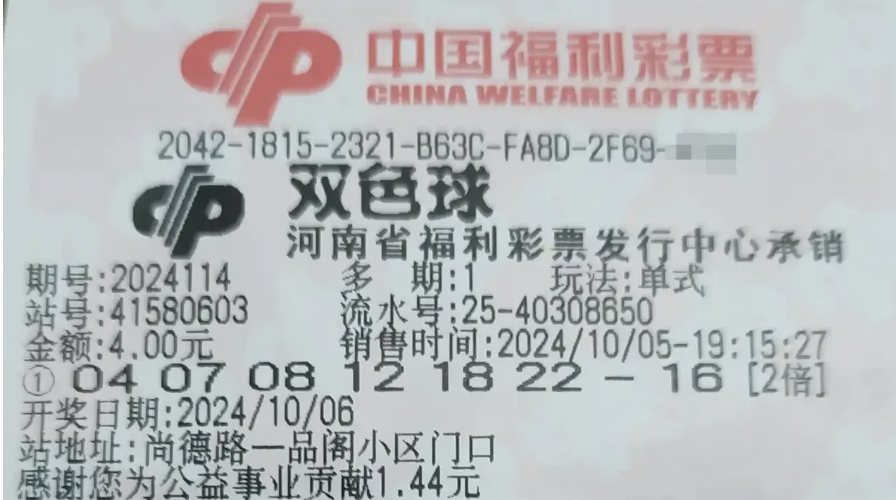 中国福利彩票
CHINA WELFARE LOTTERY
2042-1815-2321-B63C-FA8D-2F69-
双色球
河南省福利彩票发行中心承销
期号:2024114 多 期:1 玩法:单式
站号:41580603 流水号:25-40308650
金额:4.00元 销售时间:2024/10/05-19:15:27
① 04 07 08 12 18 22 - 16 [2倍]
开奖日期:2024/10/06
站地址:尚德路一品阁小区门口
感谢您为公益事业贡献1.44元